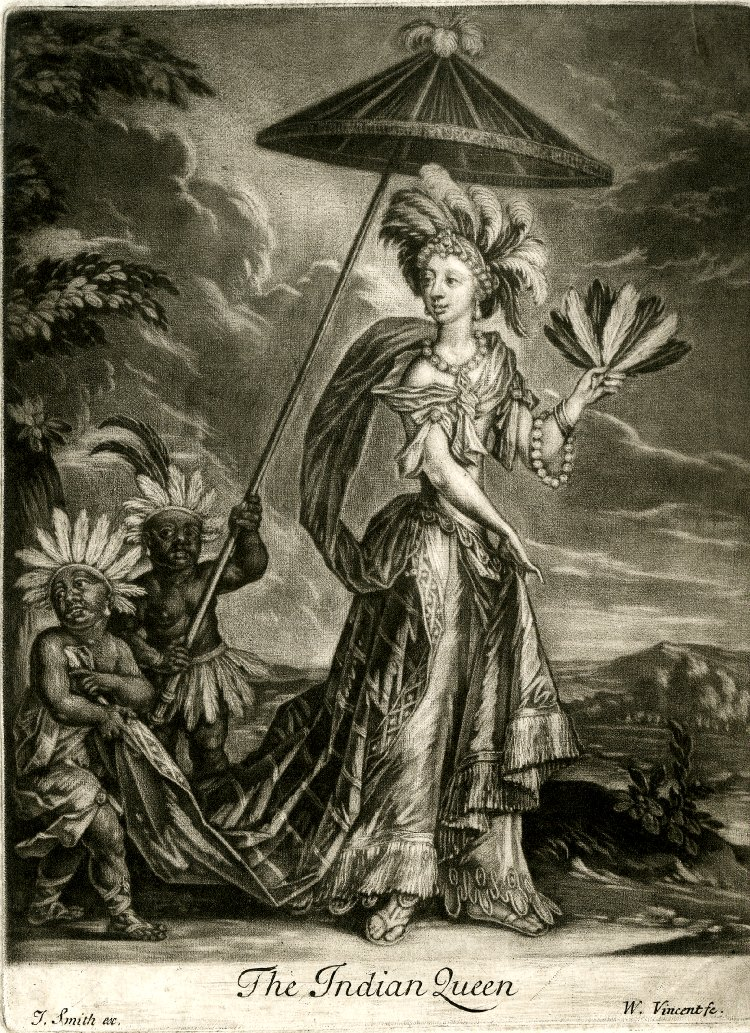 The Indian Queen
J. Smith ex.
W. Vincent fe.